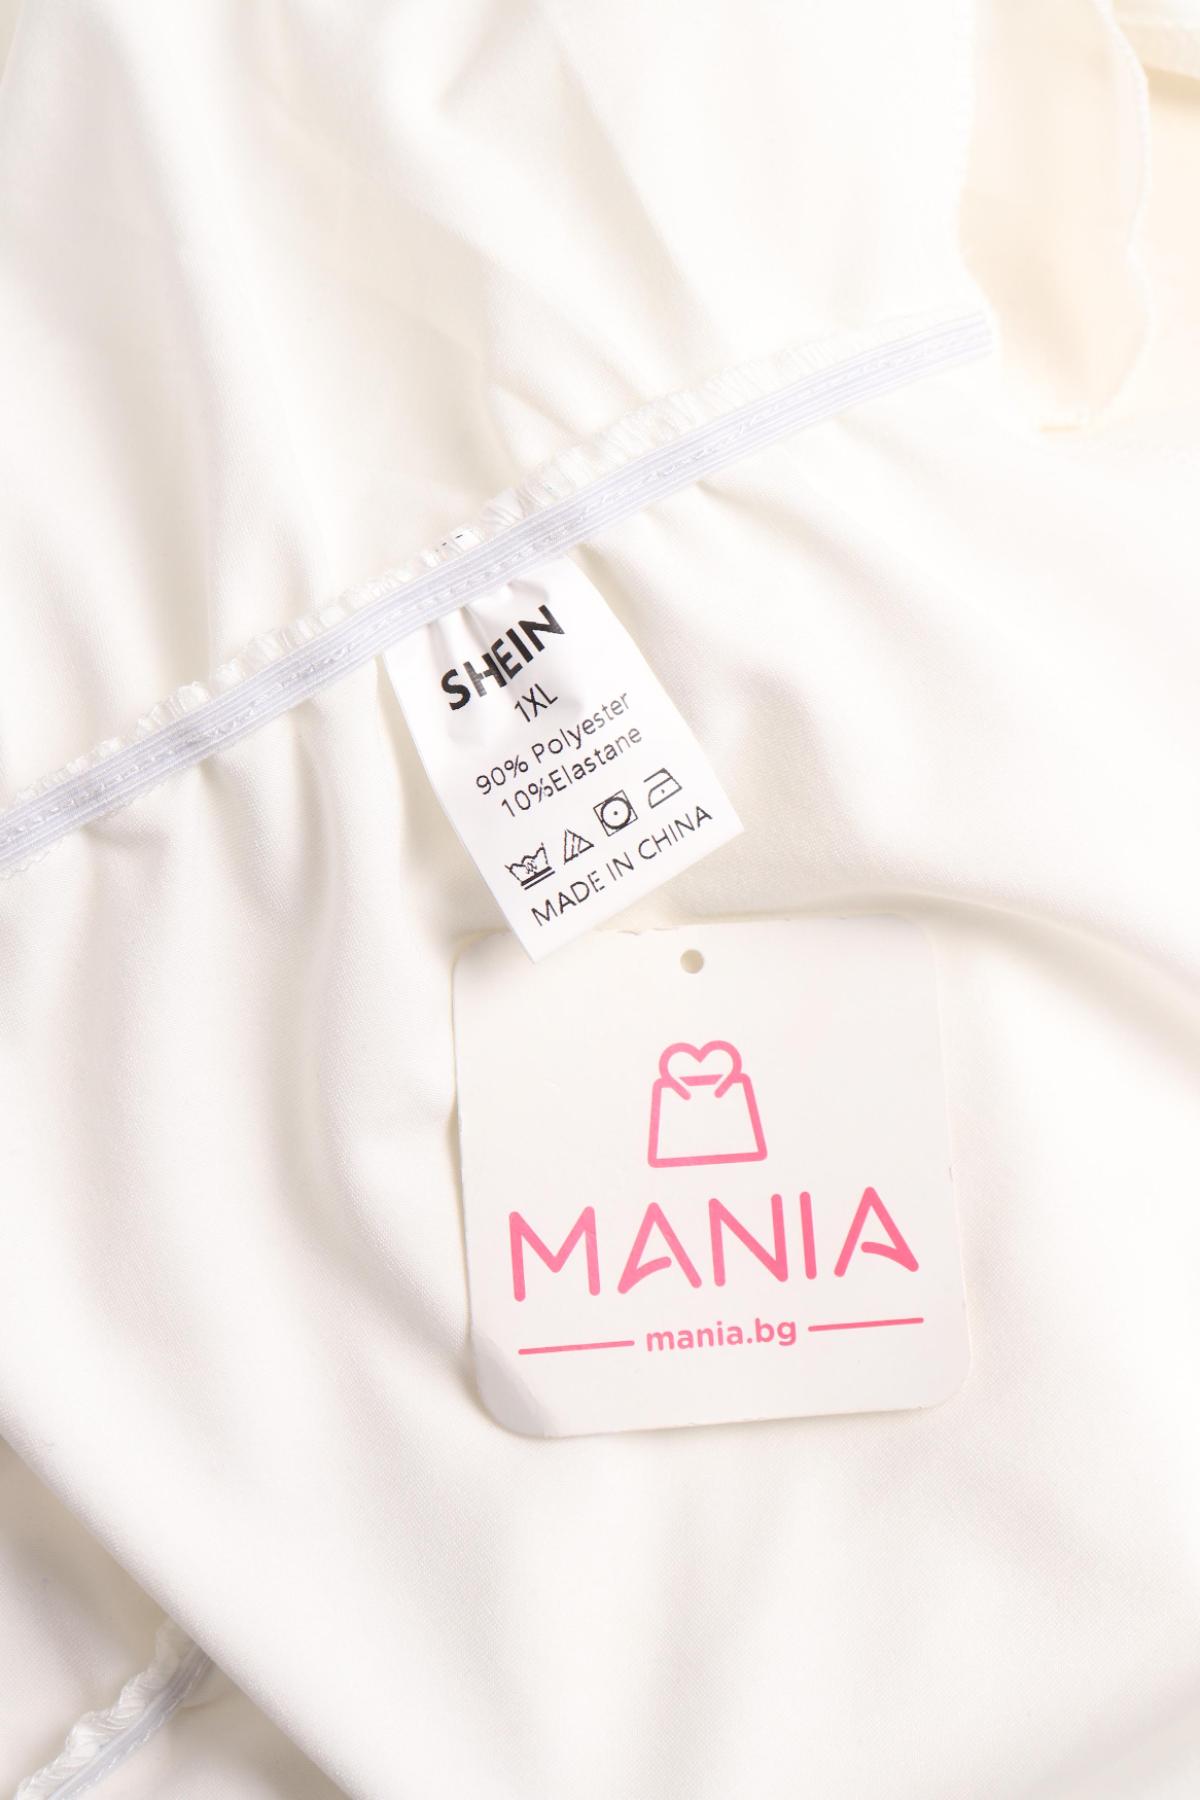 SHEIN
1XL
90% Polyester
10%Elastane
MADE IN CHINA
MANIA
mania.bg